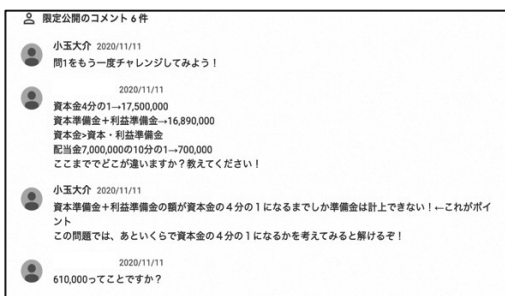 限定公開のコメント 6 件
小玉大介 2020/11/11
問1をもう一度チャレンジしてみよう！
2020/11/11
資本金4分の1→17,500,000
資本準備金＋利益準備金→16,890,000
資本金>資本・利益準備金
配当金7,000,000の10分の1→700,000
ここまででどこが違いますか？教えてください！
小玉大介 2020/11/11
資本準備金＋利益準備金の額が資本金の４分の１になるまでしか準備金は計上できない！←これがポイ
ント
この問題では、あといくらで資本金の４分の１になるかを考えてみると解けるぞ！
2020/11/11
610,000ってことですか？